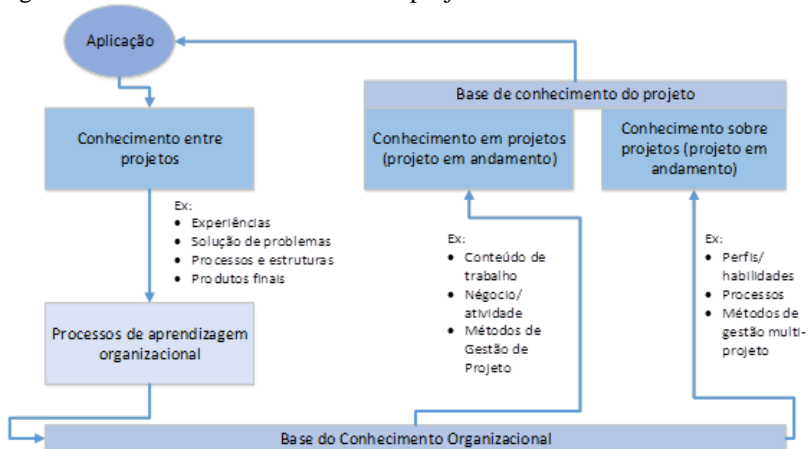 Aplicação
Base de conhecimento do projeto
Conhecimento entre
projetos
Conhecimento em projetos
(projeto em andamento)
Conhecimento sobre
projetos (projeto em
andamento)
Ex:
• Experiências
• Solução de problemas
• Processos e estruturas
• Produtos finais
Ex:
• Conteúdo de
trabalho
• Négocio/
atividade
• Métodos de
Gestão de
Projeto
Ex:
• Perfis/
habilidades
• Processos
• Métodos de
gestão multi-
projeto
Processos de aprendizagem
organizacional
Base do Conhecimento Organizacional